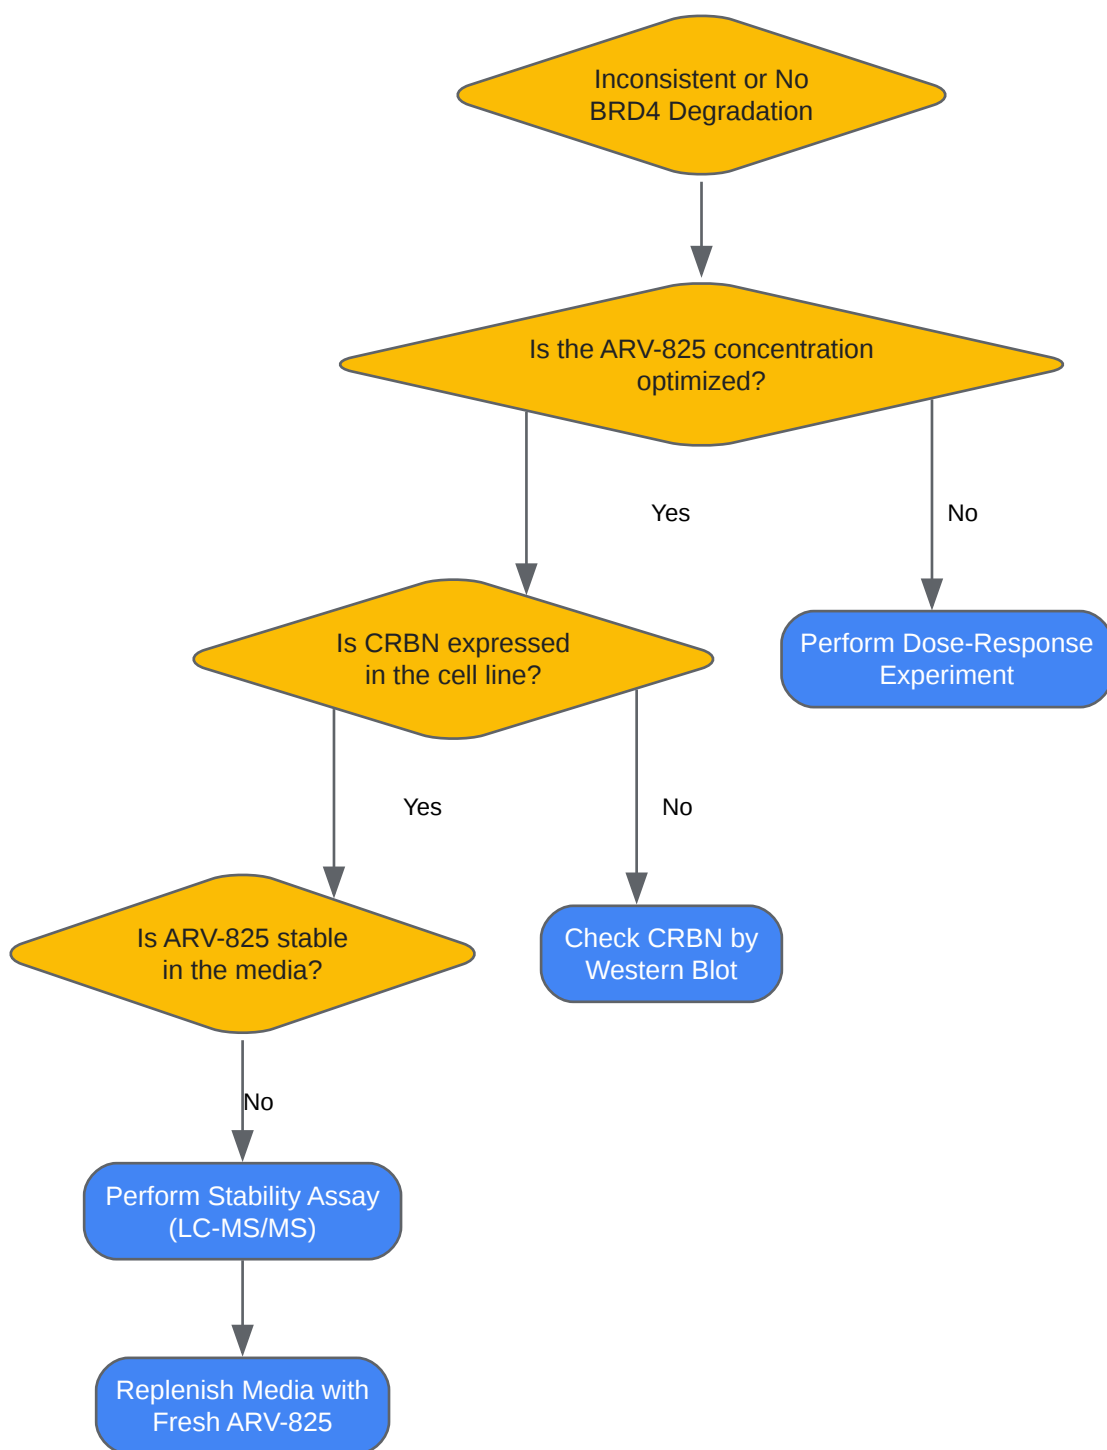 Inconsistent or No
BRD4 Degradation
Is the ARV-825 concentration
optimized?
Yes
No
Is CRBN expressed
in the cell line?
Perform Dose-Response
Experiment
Yes
No
Is ARV-825 stable
in the media?
Check CRBN by
Western Blot
No
Perform Stability Assay
(LC-MS/MS)
Replenish Media with
Fresh ARV-825